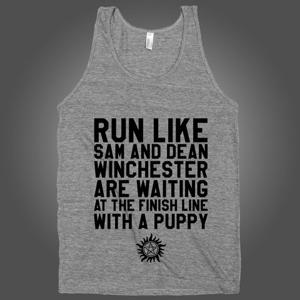 RUN LIKE
SAM AND DEAN
WINCHESTER
ARE WAITING
AT THE FINISH LINE
WITH A PUPPY